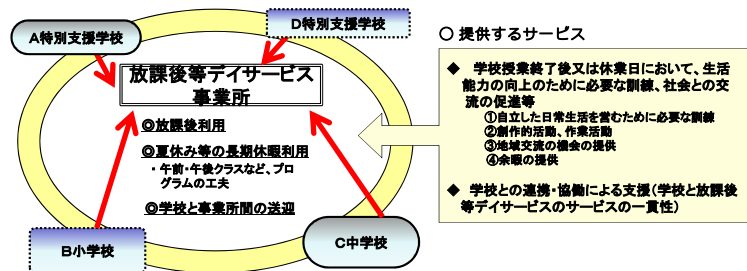 A特別支援学校
D特別支援学校
放課後等デイサービス
事業所
◎放課後利用
◎夏休み等の長期休暇利用
・午前・午後クラスなど、プロ
グラムの工夫
◎学校と事業所間の送迎
B小学校
C中学校
○ 提供するサービス
◆ 学校授業終了後又は休業日において、生活
能力の向上のために必要な訓練、社会との交
流の促進等
①自立した日常生活を営むために必要な訓練
②創作的活動、作業活動
③地域交流の機会の提供
④余暇の提供
◆ 学校との連携・協働による支援(学校と放課後
等デイサービスのサービスの一貫性)